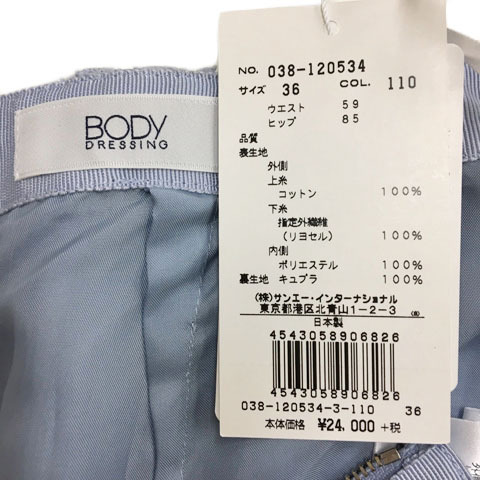 BODY
DRESSING
NO. 038-120534
サイズ 36 COL. 110
ウエスト 59
ヒップ 85
品質
表生地
外側
上糸
コットン 100%
下糸
指定外繊維
(リヨセル) 100%
内側
ポリエステル 100%
裏生地 キュプラ 100%
(株)サンエー・インターナショナル
東京都港区北青山1-2-3
日本製
4543058906826
038-120534-3-110 36
本体価格 ¥24,000 +税